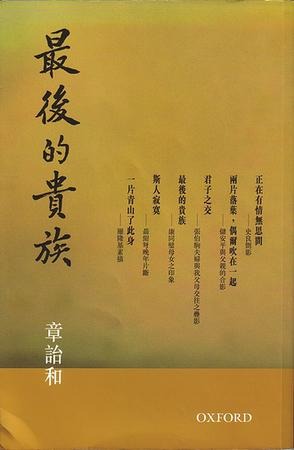 最後的貴族
正在有情無思間
——史良側影
兩片落葉，偶爾吹在一起
——儲安平與父親的合影
君子之交
——張伯駒夫婦與我父母交往之疊影
最後的貴族
——康同璧母女之印象
斯人寂寞
——聶紺弩晚年片斷
一片青山了此身
——羅隆基素描
章詒和
OXFORD